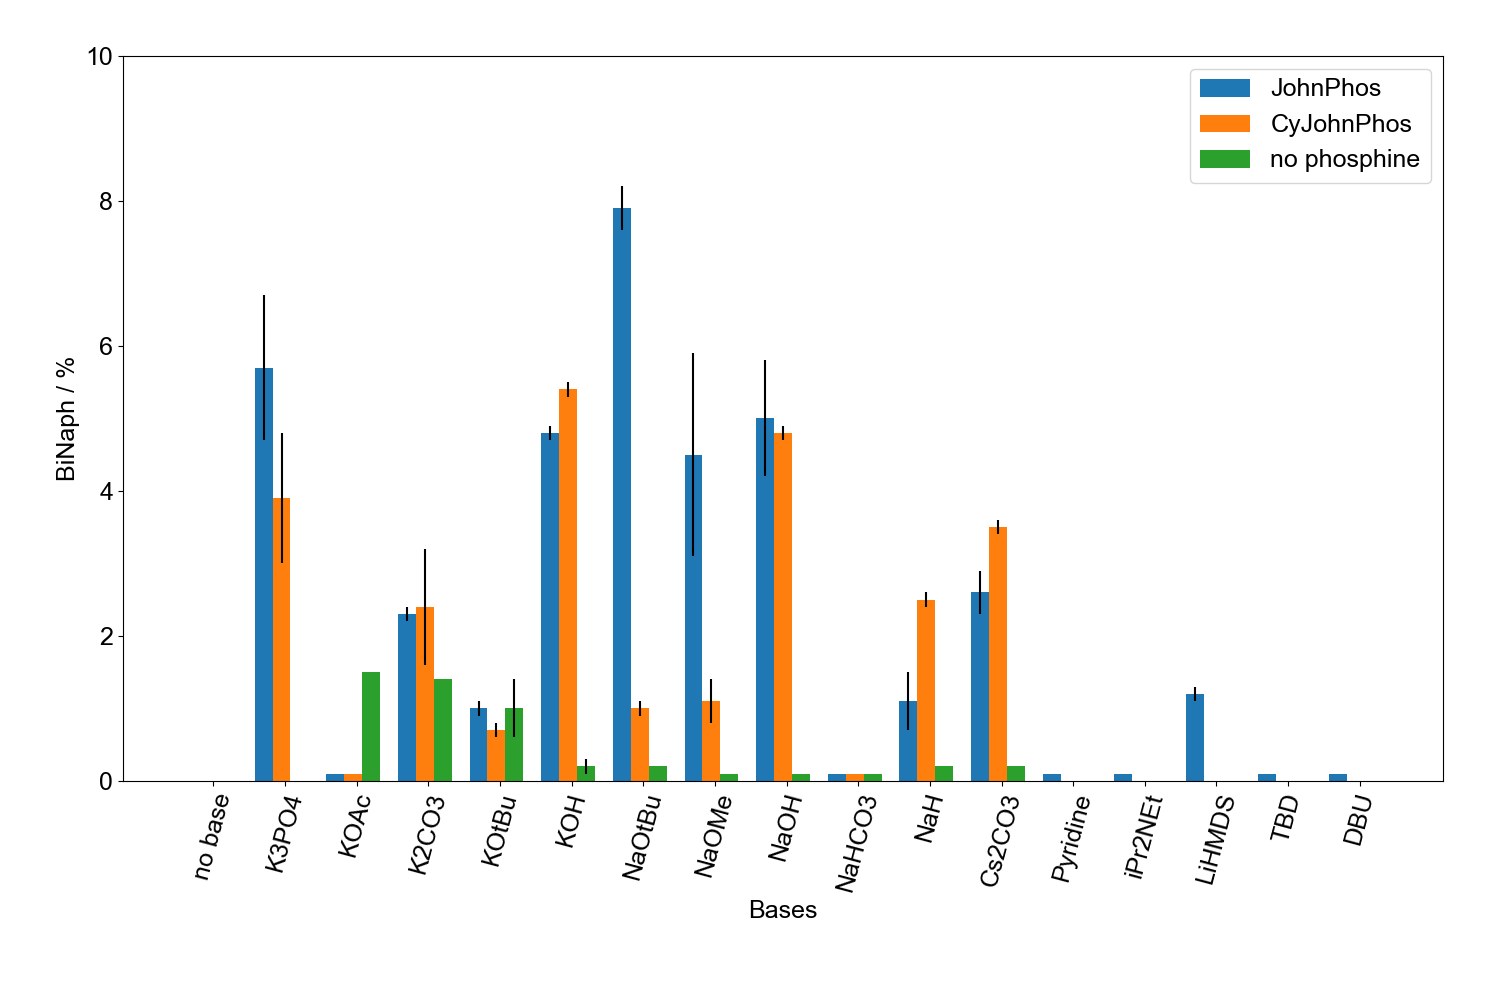 10
8
6
4
2
0
BiNaph / %
JohnPhos
CyJohnPhos
no phosphine
no base
K3PO4
KOAc
K2CO3
KOtBu
KOH
NaOtBu
NaOMe
NaOH
NaHCO3
NaH
Cs2CO3
Pyridine
iPr2NEt
LiHMDS
TBD
DBU
Bases